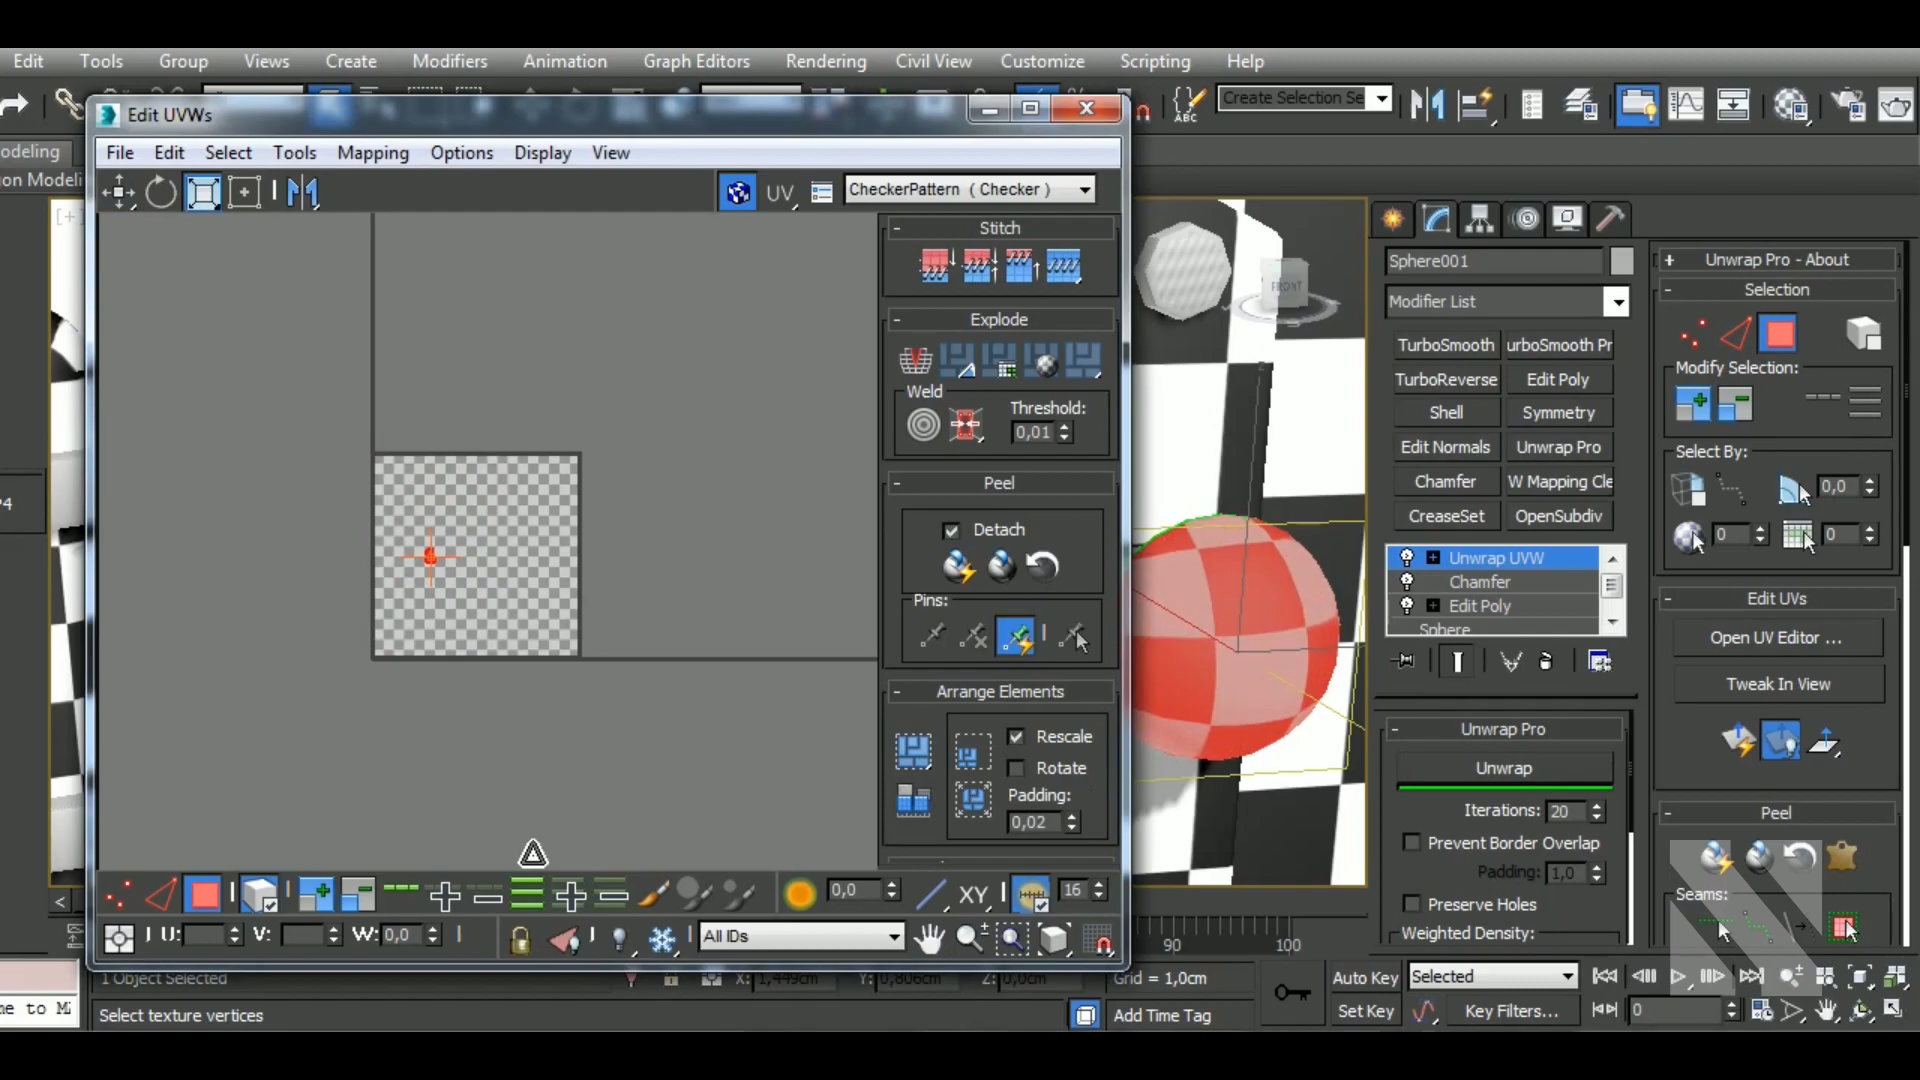 Edit Tools Group Views Create Modifiers Animation Graph Editors Rendering Civil View Customize Scripting Help
ABC
Create Selection Se
odeling
on Modeli
Edit UVWs
File Edit Select Tools Mapping Options Display View
UV
CheckerPattern ( Checker )
- Stitch
- Explode
Weld
Threshold:
0,01
- Peel
Detach
Pins:
- Arrange Elements
Rescale
Rotate
Padding:
0,02
0,0
XY
16
U:
V:
W: 0,0
All IDs
[+]
FRONT
Sphere001
Modifier List
TurboSmooth
urboSmooth Pr
TurboReverse
Edit Poly
Shell
Symmetry
Edit Normals
Unwrap Pro
Chamfer
W Mapping Cle
CreaseSet
OpenSubdiv
Unwrap UVW
Chamfer
Edit Poly
Sphere
- Unwrap Pro
Unwrap
Iterations: 20
Prevent Border Overlap
Padding: 1,0
Preserve Holes
Weighted Density:
+ Unwrap Pro - About
- Selection
Modify Selection:
Select By:
0,0
0
0
- Edit UVs
Open UV Editor ...
Tweak In View
- Peel
Seams:
P4
<
90
100
1 Object Selected
X: 1,449cm
Y: 0,806cm
Z: 0,0cm
Grid = 1,0cm
Auto Key
Selected
me to Mi
Select texture vertices
Add Time Tag
Set Key
Key Filters...
0